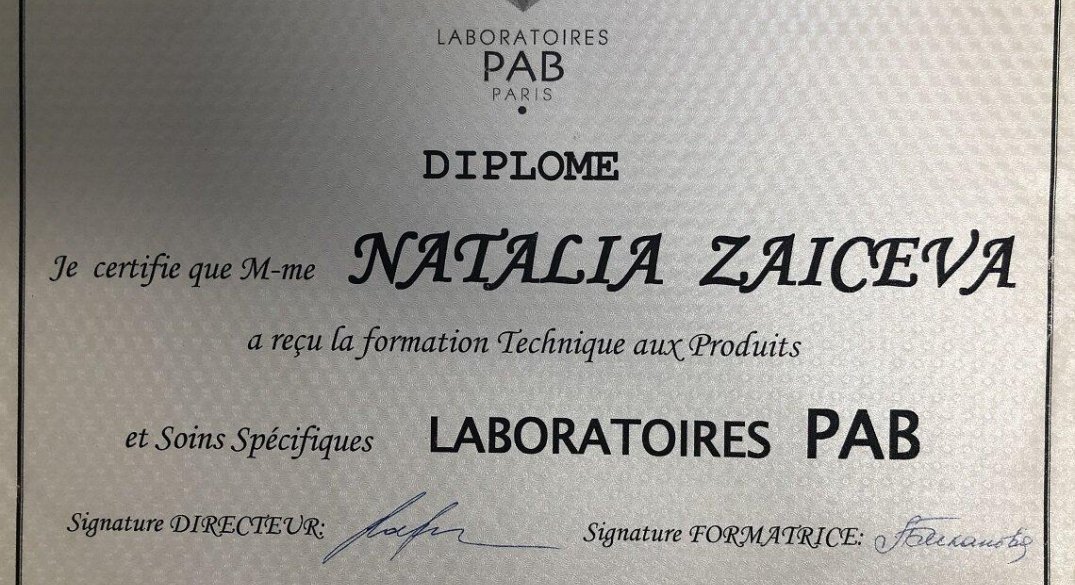 LABORATOIRES
PAB
PARIS
DIPLOME
Je certifie que M-me NATALIA ZAICEVA
a reçu la formation Technique aux Produits
et Soins Spécifiques LABORATOIRES PAB
Signature DIRECTEUR:
Signature FORMATRICE: